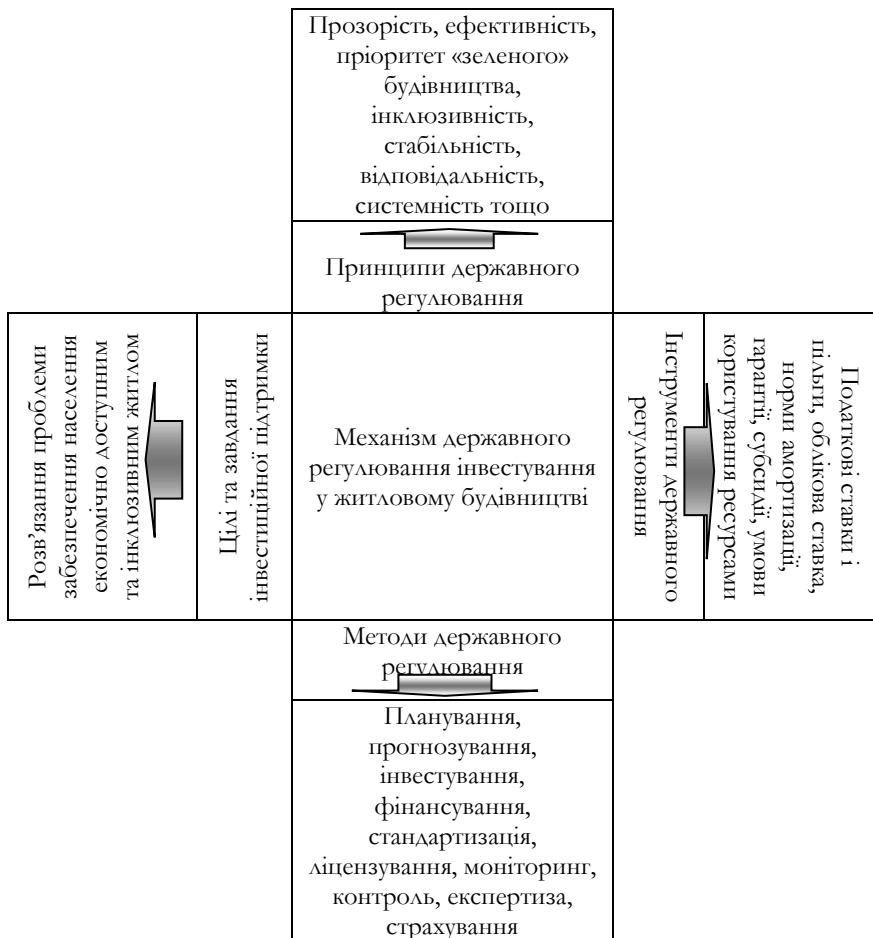 Прозорість, ефективність,
пріоритет «зеленого»
будівництва,
інклюзивність,
стабільність,
відповідальність,
системність тощо
Принципи державного
регулювання
Розв’язання проблеми
забезпечення населення
економічно доступним
та інклюзивним житлом
Цілі та завдання
інвестиційної підтримки
Механізм державного
регулювання інвестування
у житловому будівництві
Інструменти державного
регулювання
Податкові ставки і
пільги, облікова ставка,
норми амортизації,
гарантії, субсидії, умови
користування ресурсами
Методи державного
регулювання
Планування,
прогнозування,
інвестування,
фінансування,
стандартизація,
ліцензування, моніторинг,
контроль, експертиза,
страхування